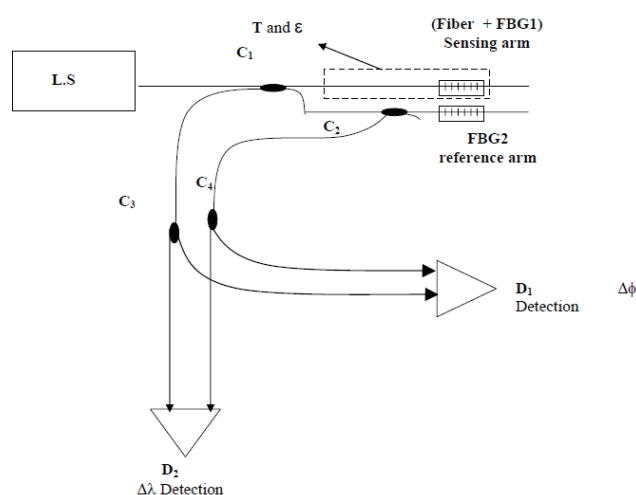 (Fiber + FBG1)
Sensing arm
T and ε
C1
L.S
C2
FBG2
reference arm
C4
C3
D1
Detection
Δϕ
D2
Δλ Detection